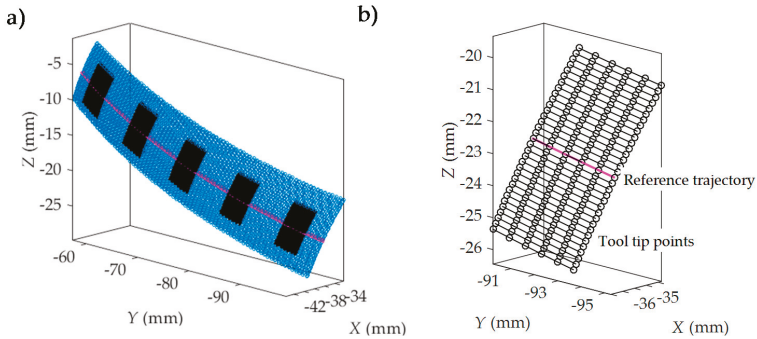 a)
Z (mm)
-5
-10
-15
-20
-25
-60
-70
-80
-90
-42
-38
-34
Y (mm)
X (mm)
b)
Z (mm)
-20
-21
-22
-23
-24
-25
-26
Reference trajectory
Tool tip points
-91
-93
-95
-36
-35
Y (mm)
X (mm)